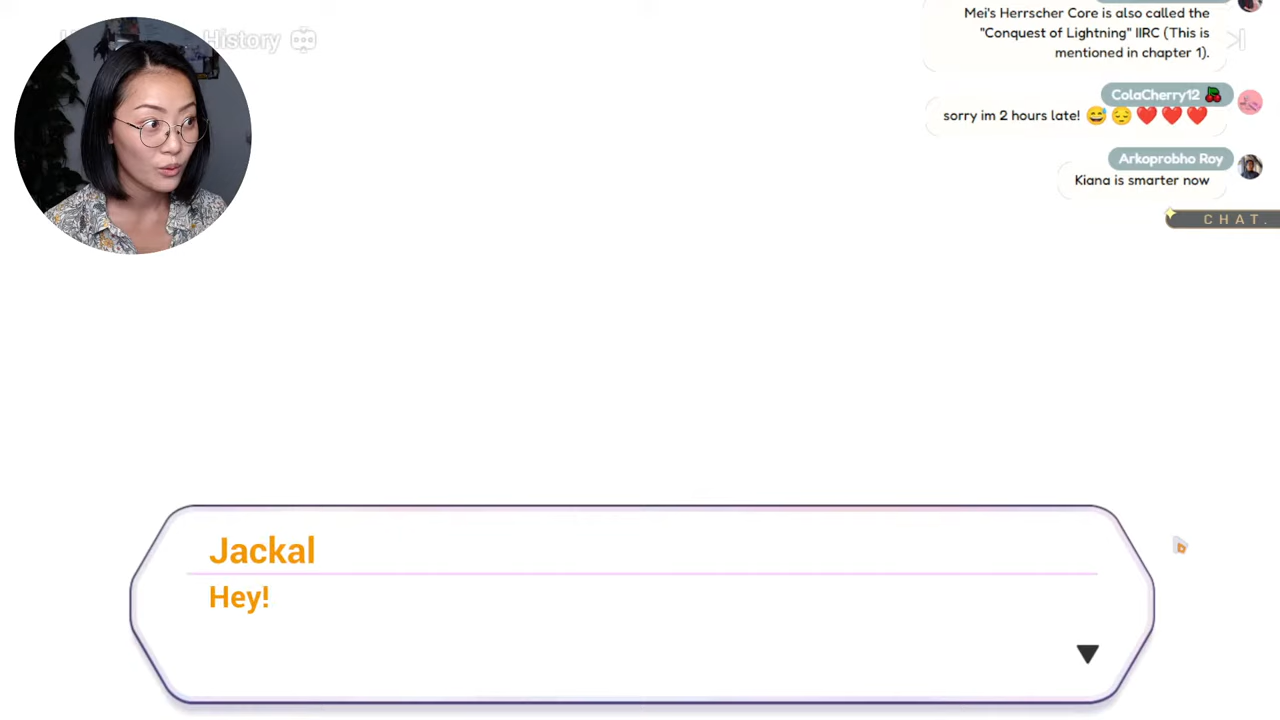 History
Mei's Herrscher Core is also called the
"Conquest of Lightning" IIRC (This is
mentioned in chapter 1).
ColaCherry12 🍒
sorry im 2 hours late! 😅 😔 ❤️ ❤️ ❤️
Arkoprobho Roy
Kiana is smarter now
CHAT.
Jackal
Hey!